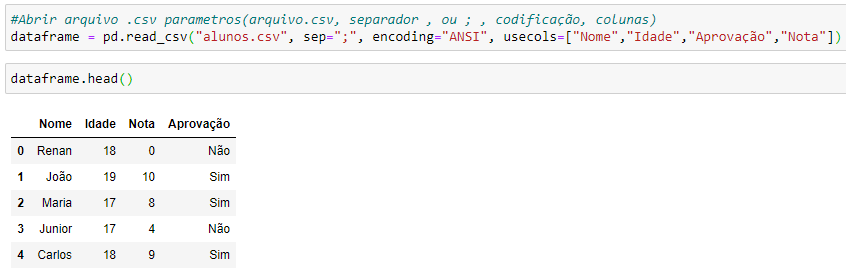 #Abrir arquivo .csv parametros(arquivo.csv, separador , ou ; , codificação, colunas)
dataframe = pd.read_csv("alunos.csv", sep=";", encoding="ANSI", usecols=["Nome","Idade","Aprovação","Nota"])
dataframe.head()
Nome Idade Nota Aprovação
0 Renan 18 0 Não
1 João 19 10 Sim
2 Maria 17 8 Sim
3 Junior 17 4 Não
4 Carlos 18 9 Sim